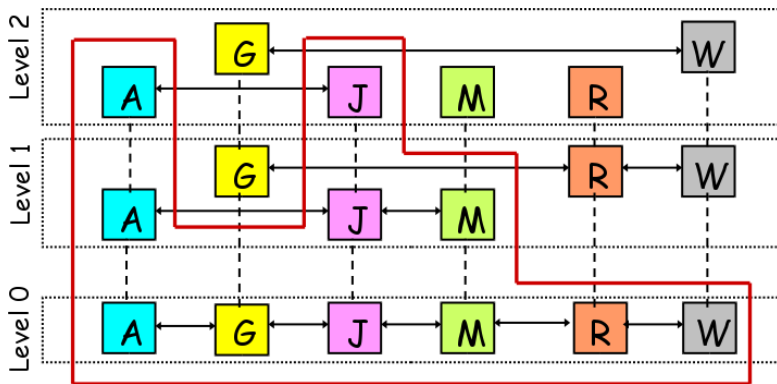 Level 2
G W
A J M R
Level 1
G R W
A J M
Level 0
A G J M R W